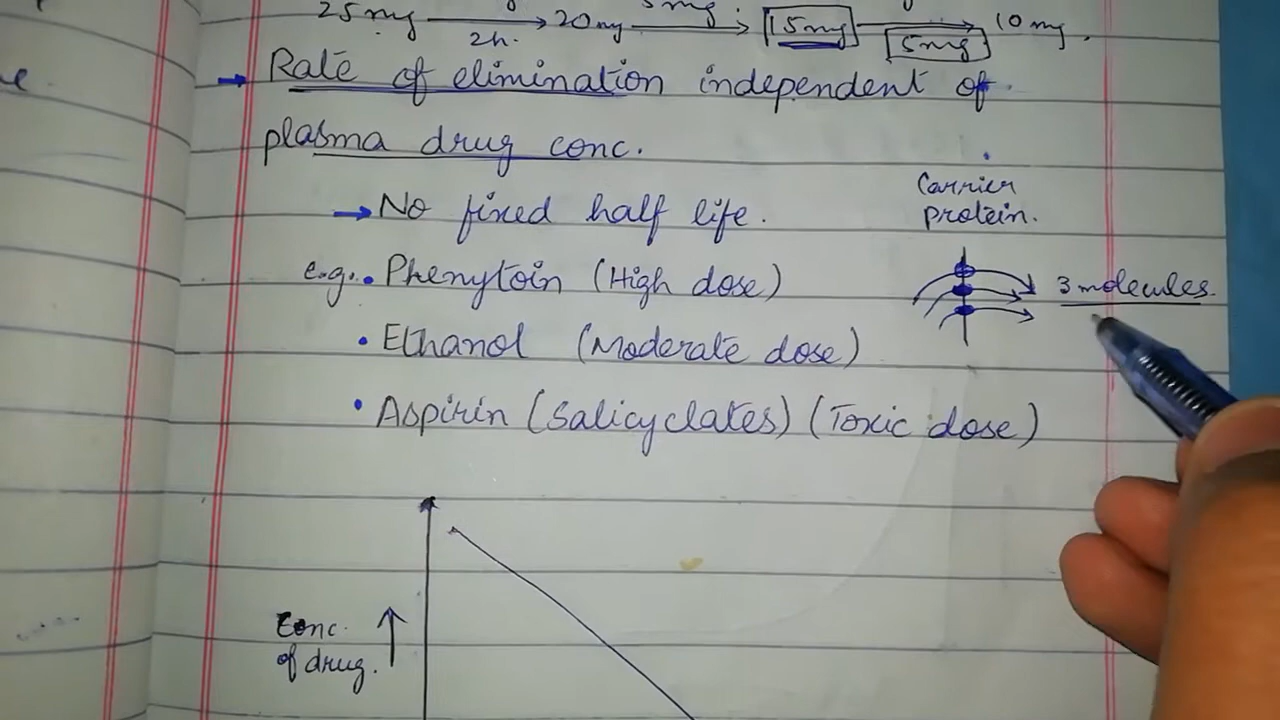 25mg 20mg 5mg 15mg 10mg.
2h. 5mg
Rate of elimination independent of
plasma drug conc.
No fixed half life.
Carrier
protein.
e.g. Phenytoin (High dose)
3 molecules.
Ethanol (Moderate dose)
Aspirin (Salicyclates) (Toxic dose)
Conc.
of drug.